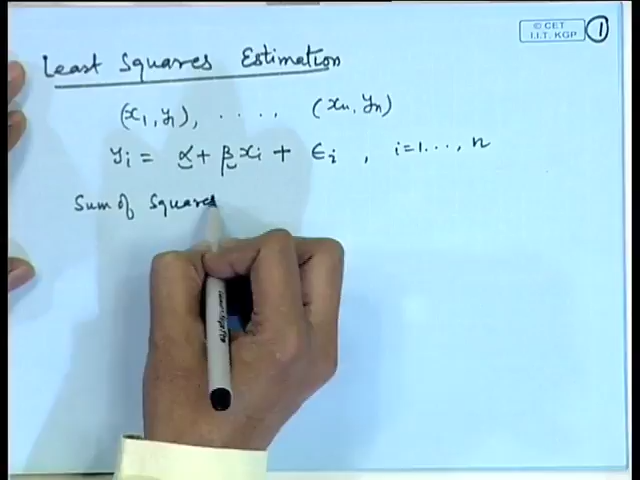 © CET
I.I.T. KGP
1
Least Squares Estimation
(x₁, y₁), . . . . , (xₙ, yₙ)
yᵢ = α + β xᵢ + ϵᵢ , i=1..., n
Sum of Squares